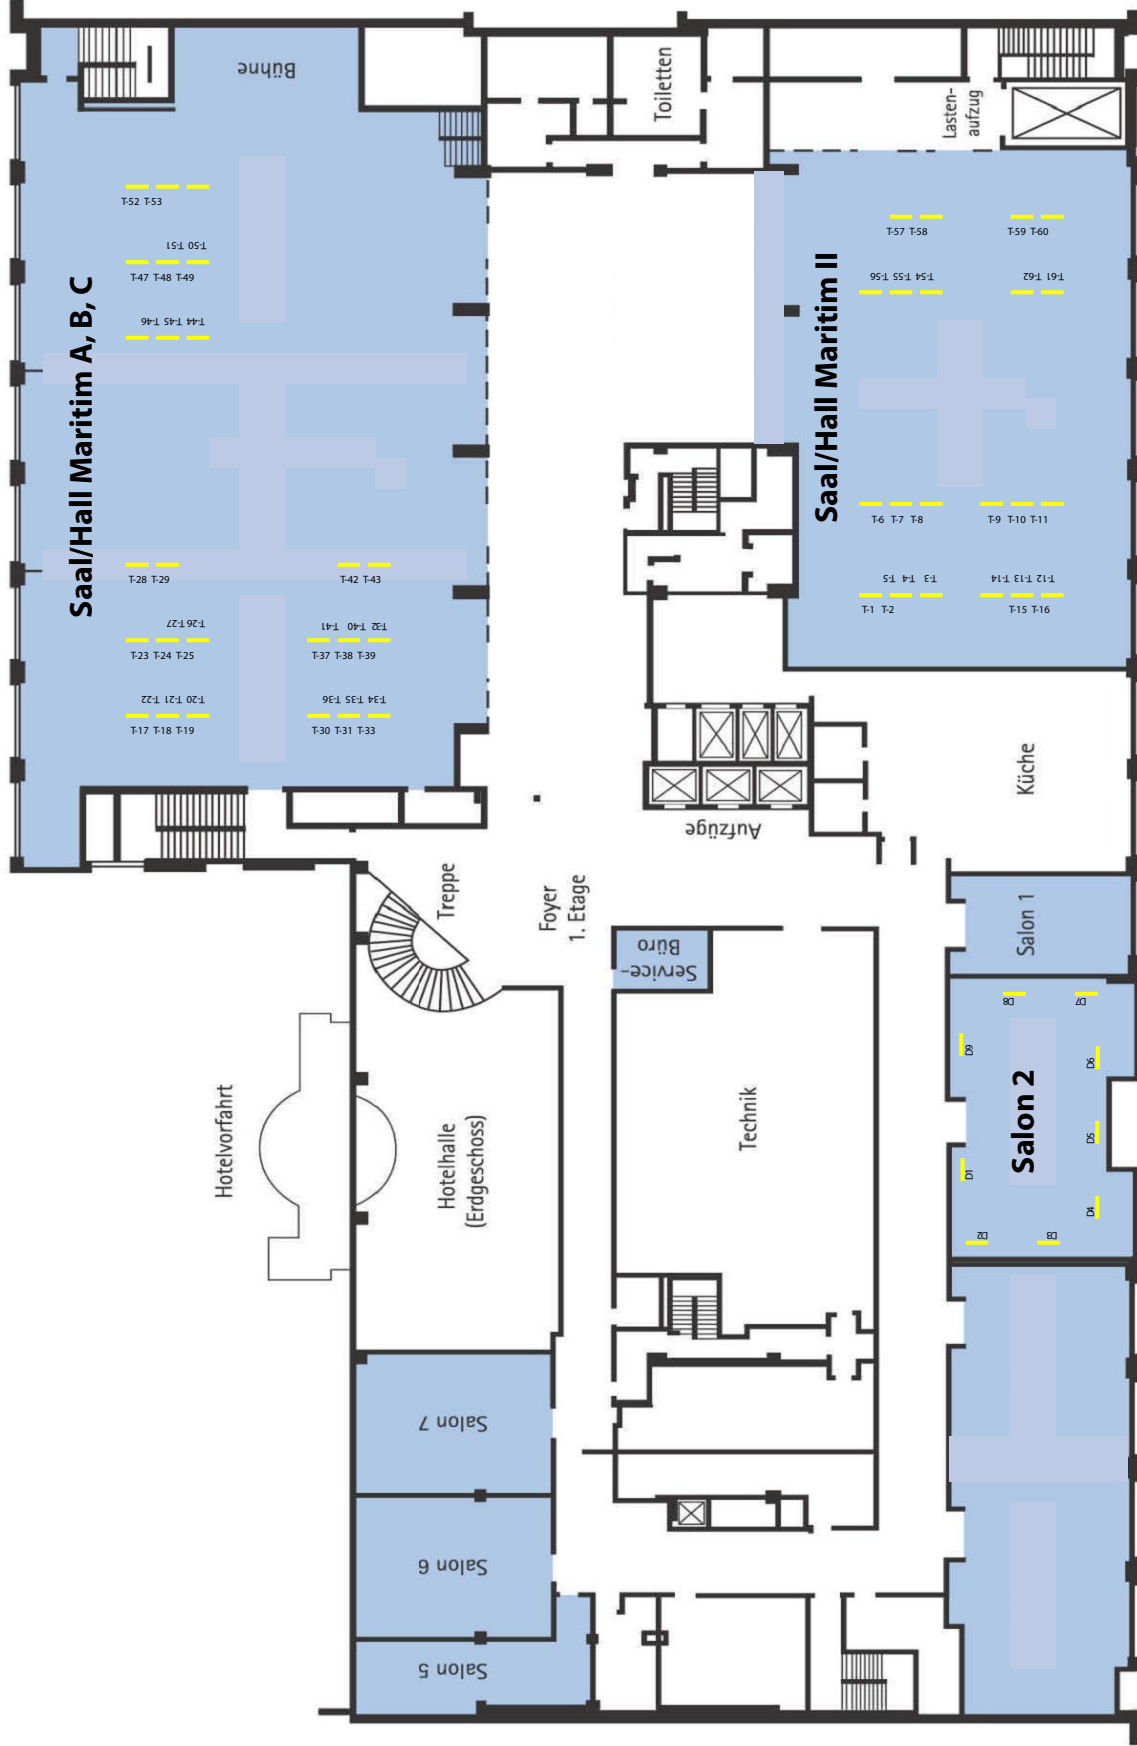 Bühne
Toiletten
Lasten-
aufzug
Saal/Hall Maritim A, B, C
T-52 T-53
T-51 T-50
T-47 T-48 T-49
T-46 T-45 T-44
T-28 T-29
T-42 T-43
T-27 T-26
T-23 T-24 T-25
T-41 T-40 T-32
T-37 T-38 T-39
T-22 T-21 T-20
T-17 T-18 T-19
T-36 T-35 T-34
T-30 T-31 T-33
Saal/Hall Maritim II
T-57 T-58
T-59 T-60
T-56 T-55 T-54
T-62 T-61
T-6 T-7 T-8
T-9 T-10 T-11
T-5 T-4 T-3
T-14 T-13 T-12
T-1 T-2
T-15 T-16
Küche
Aufzüge
Treppe
Foyer
1. Etage
Service-
Büro
Salon 1
Hotelvorfahrt
Hotelhalle
(Erdgeschoss)
Technik
Salon 2
D8
D7
D9
D6
D1
D5
D4
D2
D3
Salon 7
Salon 6
Salon 5